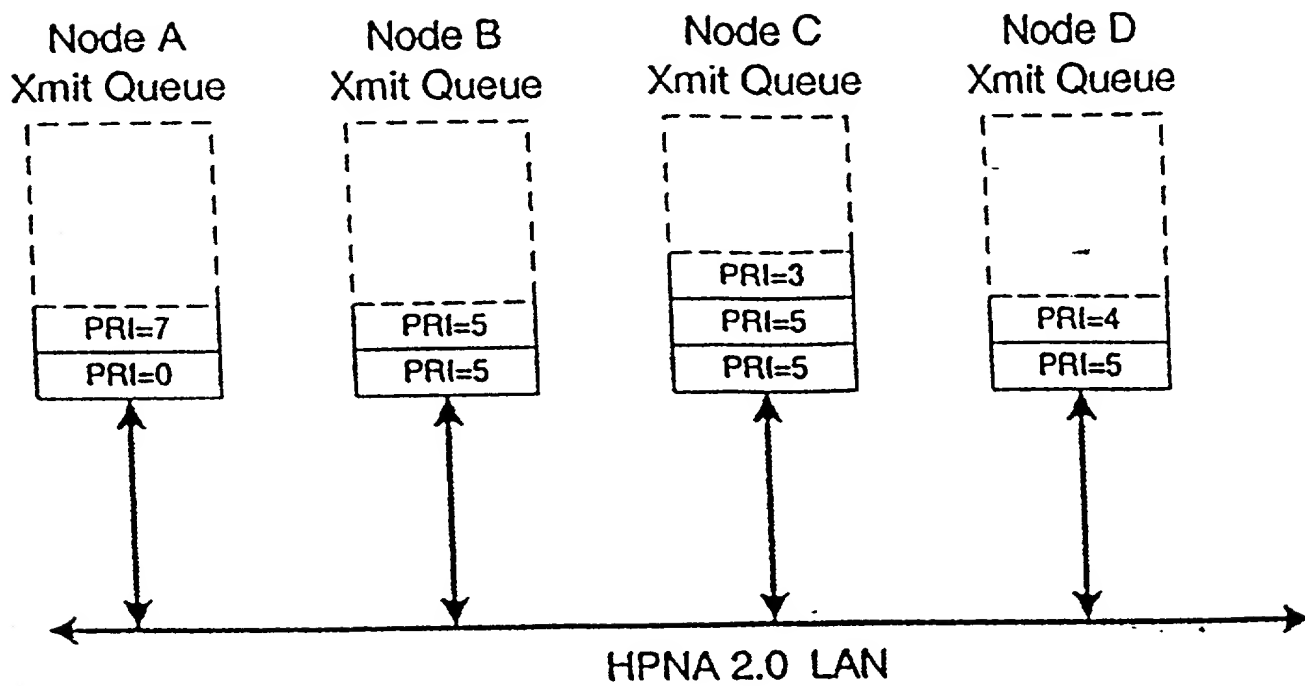 Node A
Xmit Queue
Node B
Xmit Queue
Node C
Xmit Queue
Node D
Xmit Queue
PRI=7
PRI=0
PRI=5
PRI=5
PRI=3
PRI=5
PRI=5
PRI=4
PRI=5
HPNA 2.0 LAN